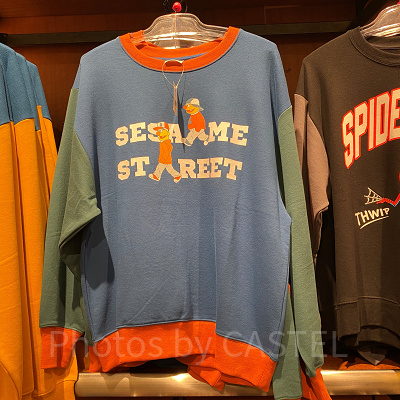 SESAME
STREET
SPIDE
THWIP
Photos by CASTEL